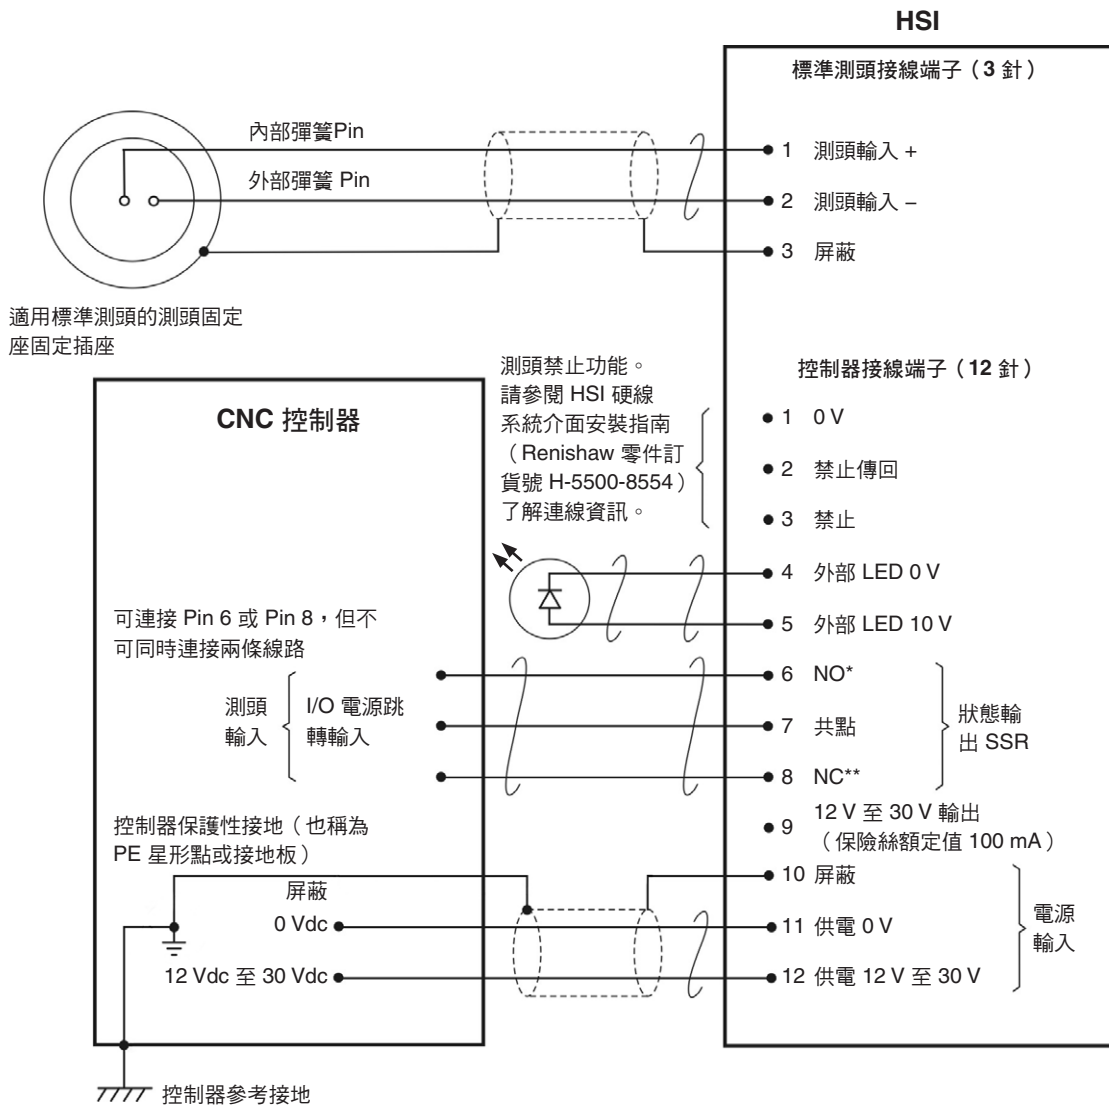 HSI
標準測頭接線端子（3 針）
內部彈簧Pin
1 測頭輸入 +
外部彈簧 Pin
2 測頭輸入 –
3 屏蔽
適用標準測頭的測頭固定
座固定插座
測頭禁止功能。
請參閱 HSI 硬線
系統介面安裝指南
（Renishaw 零件訂
貨號 H-5500-8554）
了解連線資訊。
控制器接線端子（12 針）
CNC 控制器
1 0 V
2 禁止傳回
3 禁止
4 外部 LED 0 V
5 外部 LED 10 V
可連接 Pin 6 或 Pin 8，但不
可同時連接兩條線路
測頭
輸入
I/O 電源跳
轉輸入
6 NO*
7 共點
8 NC**
狀態輸
出 SSR
9 12 V 至 30 V 輸出
（保險絲額定值 100 mA）
控制器保護性接地（也稱為
PE 星形點或接地板）
屏蔽
10 屏蔽
0 Vdc
11 供電 0 V
12 Vdc 至 30 Vdc
12 供電 12 V 至 30 V
電源
輸入
控制器參考接地